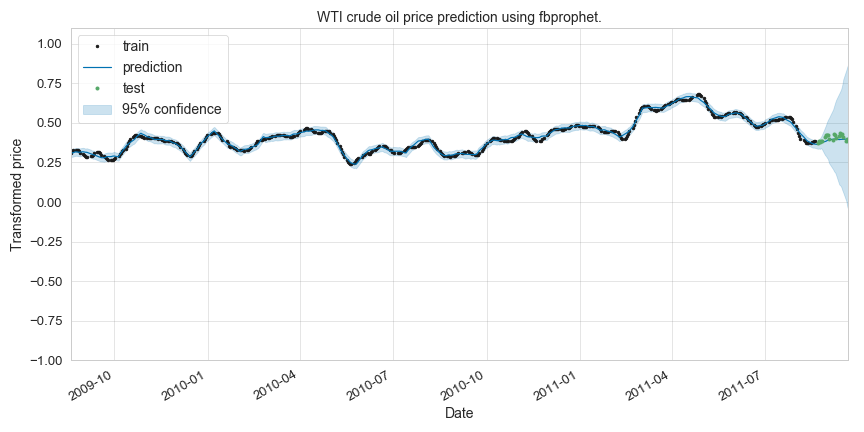 WTI crude oil price prediction using fbprophet.
train
prediction
test
95% confidence
1.00
0.75
0.50
0.25
0.00
−0.25
−0.50
−0.75
−1.00
Transformed price
2009-10
2010-01
2010-04
2010-07
2010-10
2011-01
2011-04
2011-07
Date